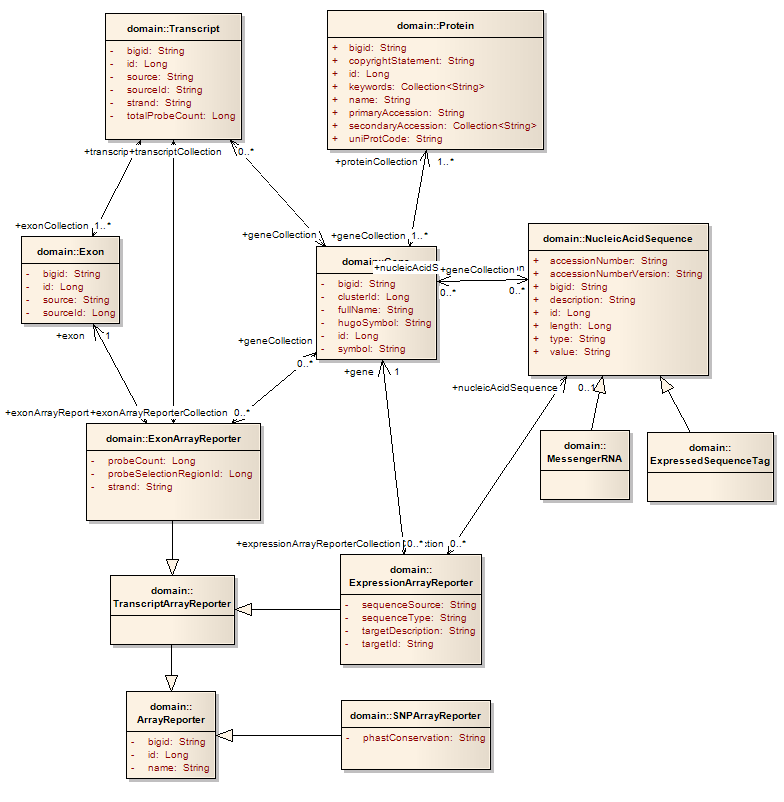 domain::Transcript
- bigid: String
- id: Long
- source: String
- sourceId: String
- strand: String
- totalProbeCount: Long
domain::Protein
+ bigid: String
+ copyrightStatement: String
+ id: Long
+ keywords: Collection<String>
+ name: String
+ primaryAccession: String
+ secondaryAccession: Collection<String>
+ uniProtCode: String
+transcrip+transcriptCollection 0..*
+proteinCollection 1..*
+exonCollection 1..*
+geneCollection
+geneCollection 1..*
domain::Exon
- bigid: String
- id: Long
- source: String
- sourceId: String
+exon 1
- bigid: String
- clusterId: Long
- fullName: String
- hugoSymbol: String
- id: Long
- symbol: String
+nucleicAcidS +geneCollection
0..* 0..*
domain::NucleicAcidSequence
+ accessionNumber: String
+ accessionNumberVersion: String
+ bigid: String
+ description: String
+ id: Long
+ length: Long
+ type: String
+ value: String
+geneCollection
0..*
+gene 1
+nucleicAcidSequence 0..1
+exonArrayReport +exonArrayReporterCollection 0..*
domain::ExonArrayReporter
- probeCount: Long
- probeSelectionRegionId: Long
- strand: String
domain::
MessengerRNA
domain::
ExpressedSequenceTag
+expressionArrayReporterCollection 0..* 0..*
domain::
ExpressionArrayReporter
- sequenceSource: String
- sequenceType: String
- targetDescription: String
- targetId: String
domain::
TranscriptArrayReporter
domain::
ArrayReporter
- bigid: String
- id: Long
- name: String
domain::SNPArrayReporter
- phastConservation: String